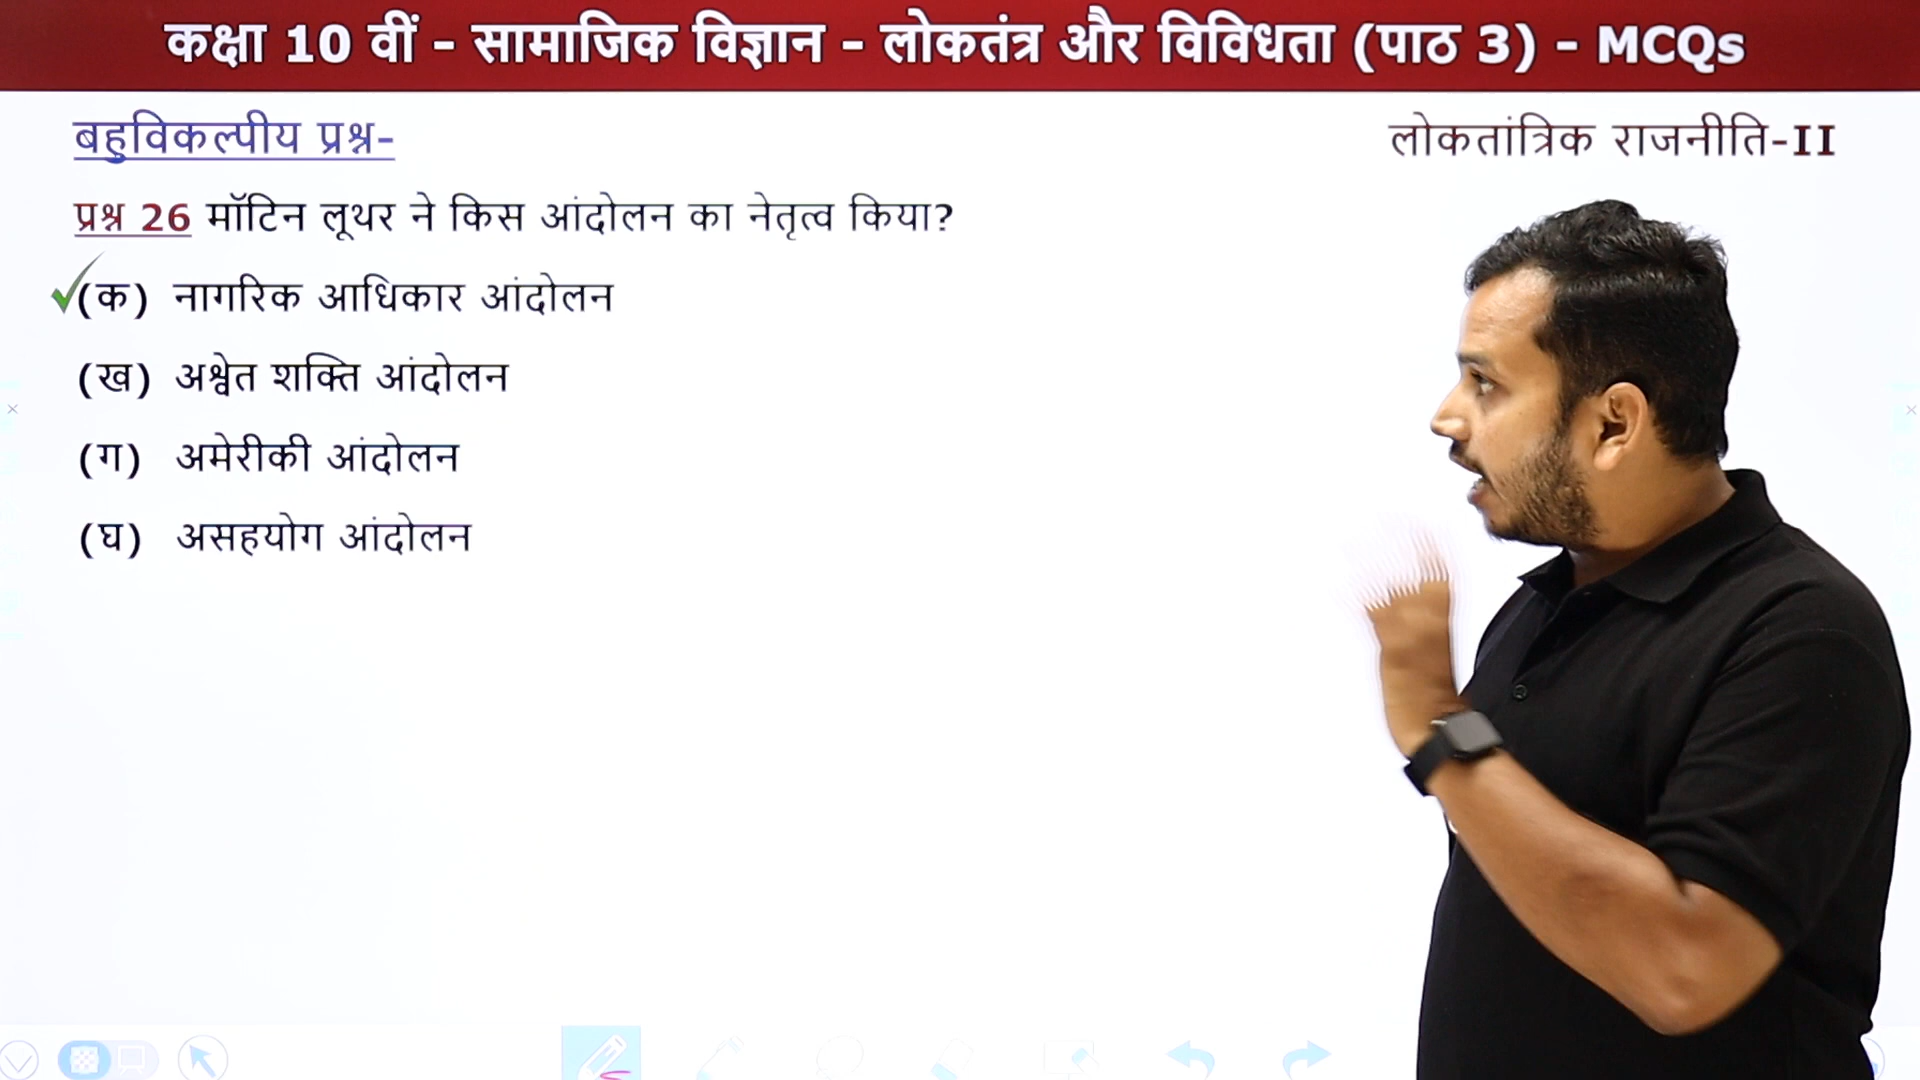 कक्षा 10 वीं - सामाजिक विज्ञान - लोकतंत्र और विविधता (पाठ 3) - MCQs
बहुविकल्पीय प्रश्न-
लोकतांत्रिक राजनीति-II
प्रश्न 26 मॉटिन लूथर ने किस आंदोलन का नेतृत्व किया?
(क) नागरिक आधिकार आंदोलन
(ख) अश्वेत शक्ति आंदोलन
(ग) अमेरीकी आंदोलन
(घ) असहयोग आंदोलन